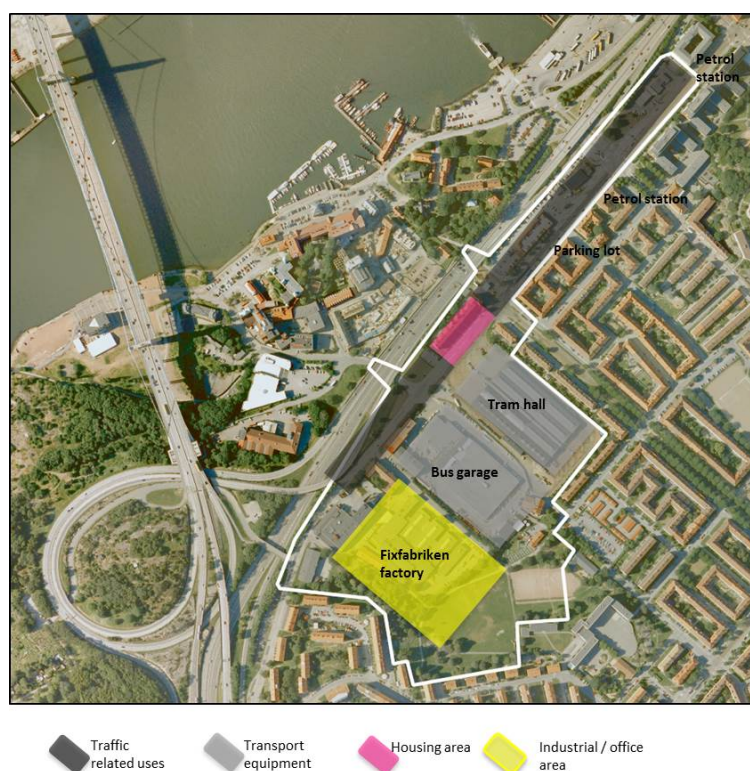 Petrol
station
Petrol station
Parking lot
Tram hall
Bus garage
Fixfabriken
factory
Traffic
related uses
Transport
equipment
Housing area
Industrial / office
area